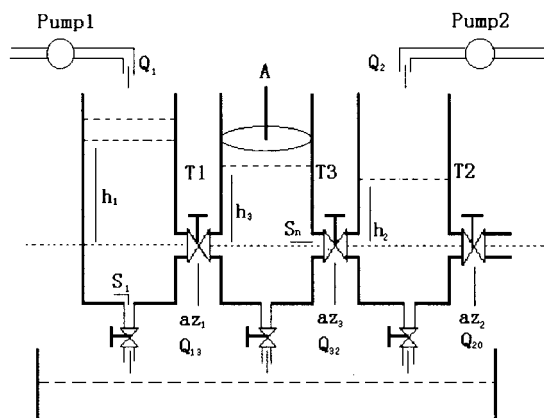 Pump1
Pump2
Q1
Q2
A
T1
T3
T2
h1
h3
h2
Sn
S1
az1
az3
az2
Q13
Q32
Q20